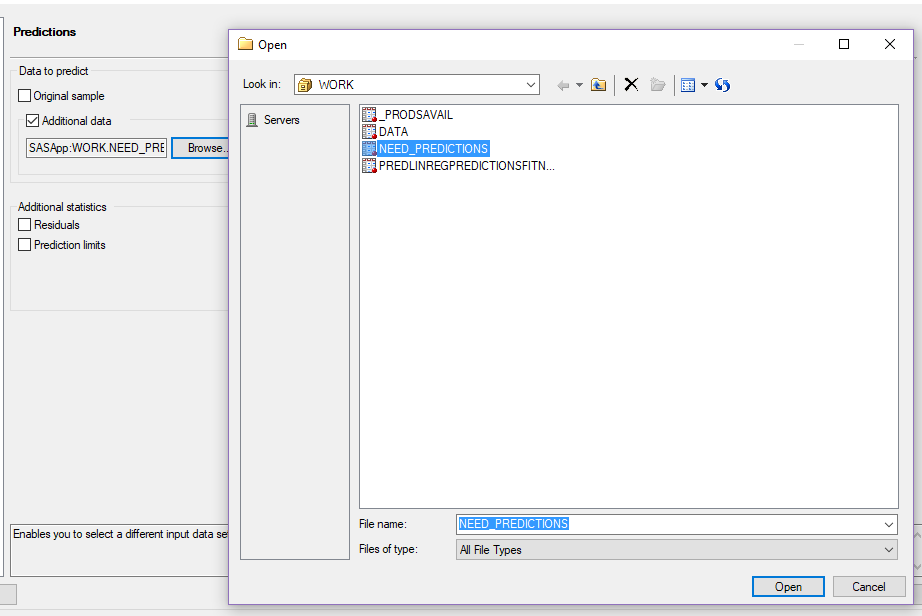 Predictions
Data to predict
Original sample
Additional data
SASApp:WORK.NEED_PRE
Browse..
Additional statistics
Residuals
Prediction limits
Enables you to select a different input data se
Open
Look in:
WORK
Servers
_PRODSAVAIL
DATA
NEED_PREDICTIONS
PREDLINREGPREDICTIONSFITN...
File name:
NEED_PREDICTIONS
Files of type:
All File Types
Open
Cancel